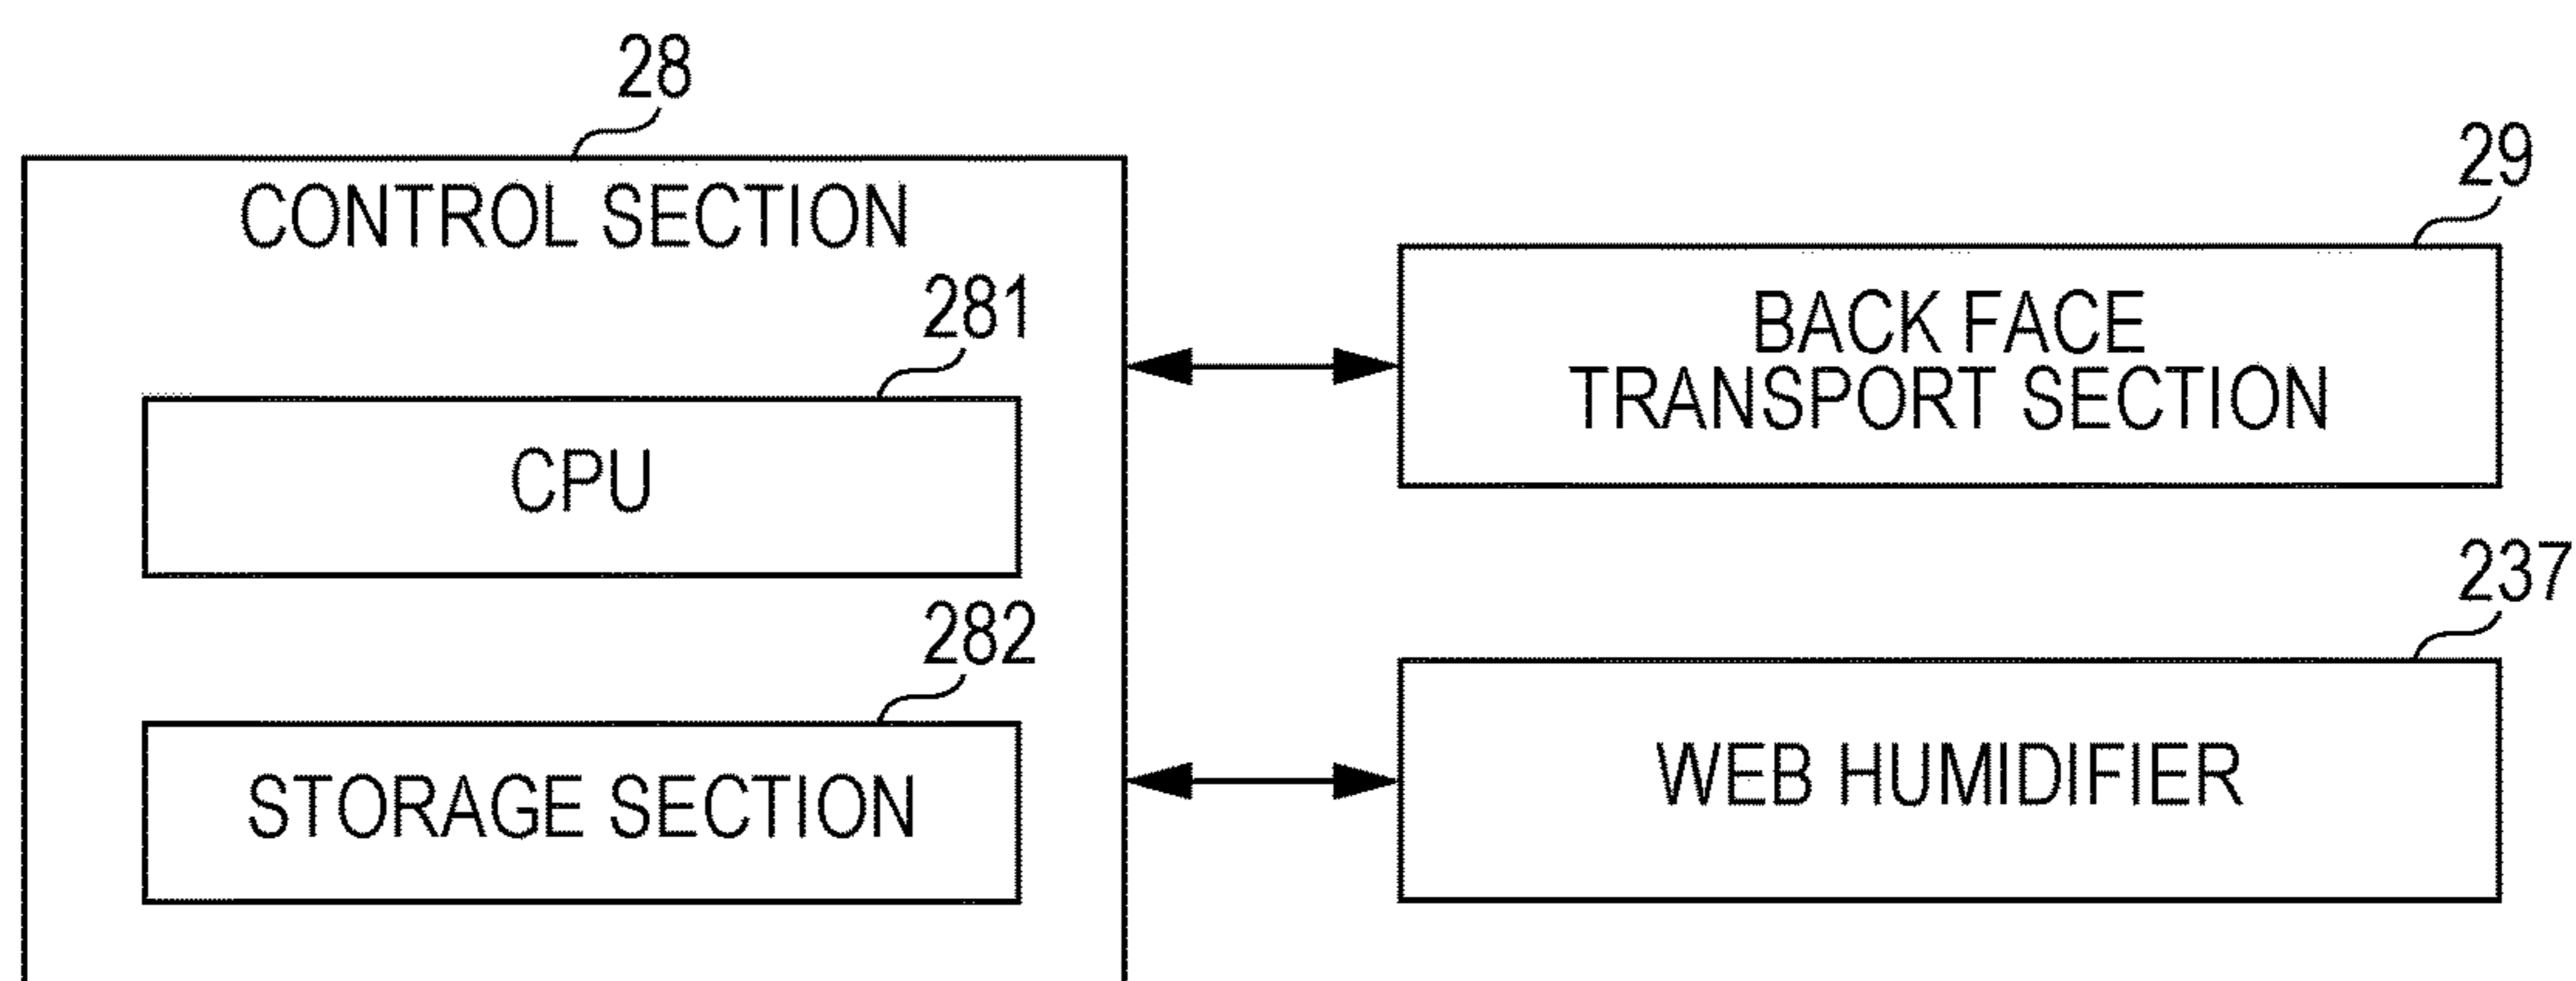 28
CONTROL SECTION
281
CPU
282
STORAGE SECTION
29
BACK FACE
TRANSPORT SECTION
237
WEB HUMIDIFIER